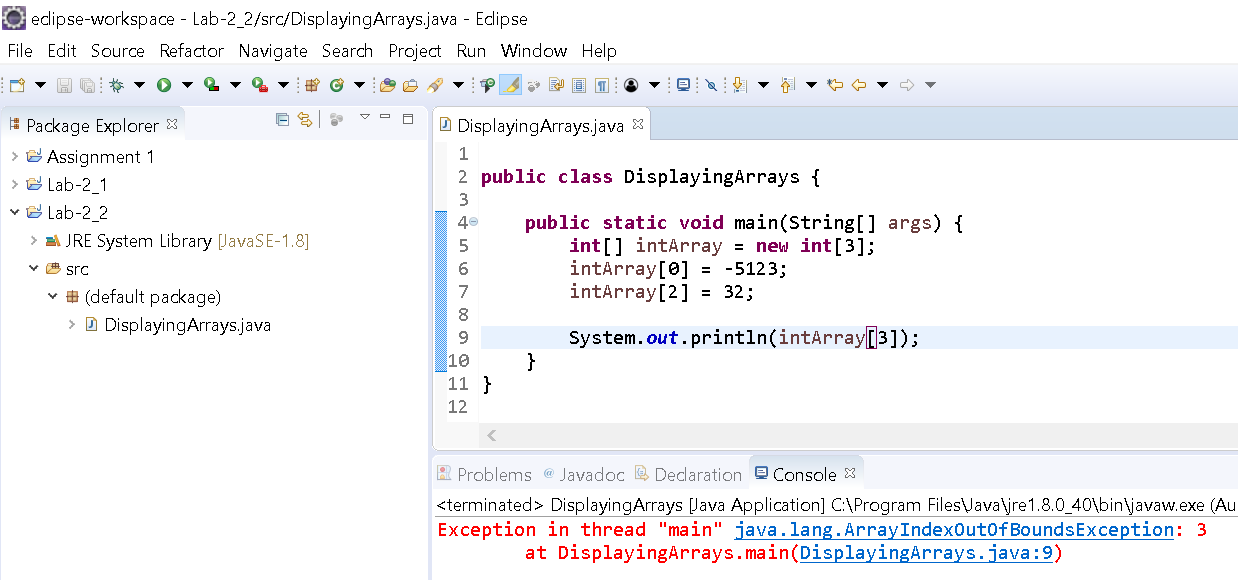 eclipse-workspace - Lab-2_2/src/DisplayingArrays.java - Eclipse
File Edit Source Refactor Navigate Search Project Run Window Help
Package Explorer
Assignment 1
Lab-2_1
Lab-2_2
JRE System Library [JavaSE-1.8]
src
(default package)
DisplayingArrays.java
DisplayingArrays.java
1
2 public class DisplayingArrays {
3
4 public static void main(String[] args) {
5 int[] intArray = new int[3];
6 intArray[0] = -5123;
7 intArray[2] = 32;
8
9 System.out.println(intArray[3]);
10 }
11 }
12
Problems @ Javadoc Declaration Console
<terminated> DisplayingArrays [Java Application] C:\Program Files\Java\jre1.8.0_40\bin\javaw.exe (Au
Exception in thread "main" java.lang.ArrayIndexOutOfBoundsException: 3
at DisplayingArrays.main(DisplayingArrays.java:9)